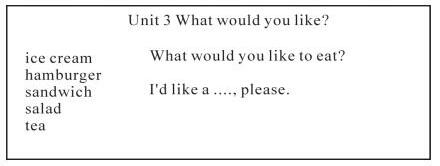 Unit 3 What would you like?
ice cream
hamburger
sandwich
salad
tea
What would you like to eat?
I'd like a ...., please.